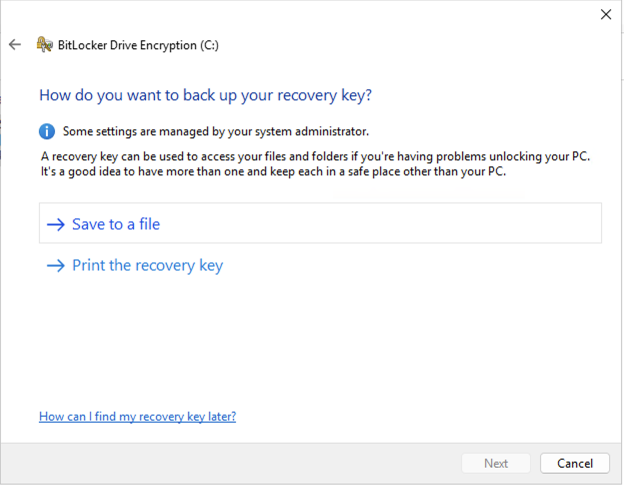 BitLocker Drive Encryption (C:)
How do you want to back up your recovery key?
Some settings are managed by your system administrator.
A recovery key can be used to access your files and folders if you're having problems unlocking your PC.
It's a good idea to have more than one and keep each in a safe place other than your PC.
Save to a file
Print the recovery key
How can I find my recovery key later?
Next
Cancel